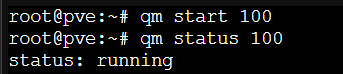 root@pve:~# qm start 100
root@pve:~# qm status 100
status: running